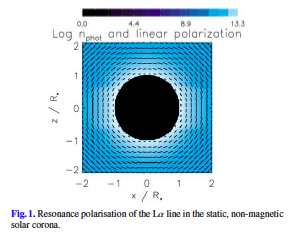 0.0 4.4 8.9 13.3
Log nphot and linear polarization
2
1
0
−1
−2
z / R*
−2 −1 0 1 2
x / R*
Fig. 1. Resonance polarisation of the Lα line in the static, non-magnetic
solar corona.